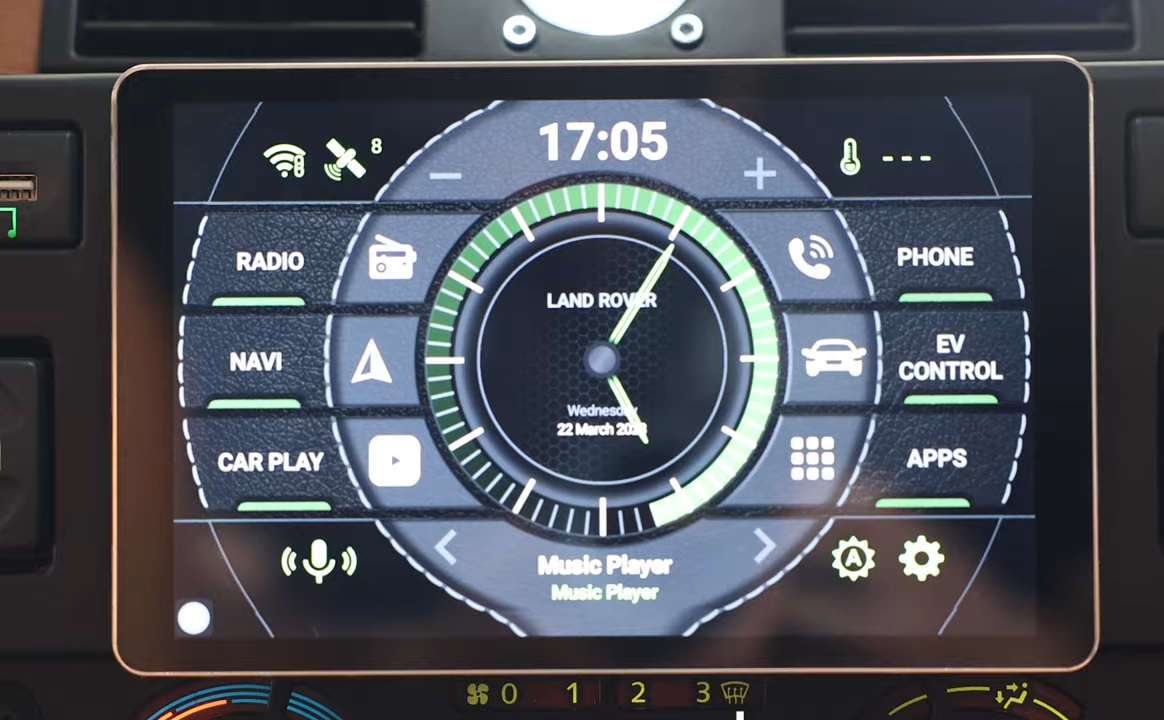 17:05
8
- - -
RADIO
PHONE
LAND ROVER
NAVI
EV
CONTROL
Wednesday
22 March
CAR PLAY
APPS
A
Music Player
Music Player
0 1 2 3